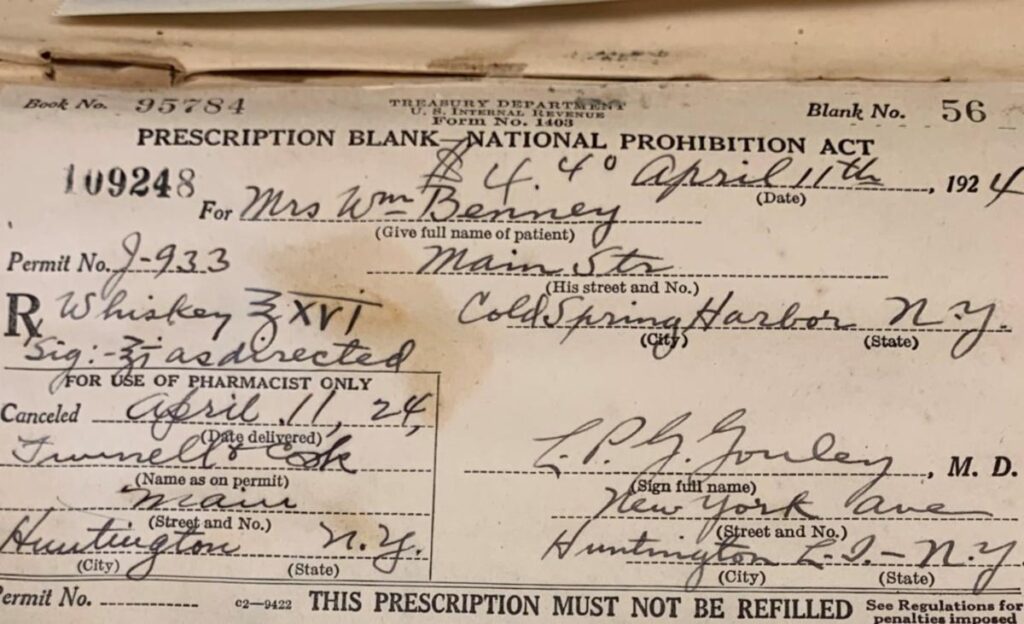 Book No. 95784
TREASURY DEPARTMENT
U. S. INTERNAL REVENUE
Form No. 1403
Blank No. 56
PRESCRIPTION BLANK—NATIONAL PROHIBITION ACT
109248
$4.40 April 11th, 1924
(Date)
For Mrs Wm Benney
(Give full name of patient)
Permit No. J-933
Main Str
(His street and No.)
Rx Whiskey ℥XVI
Cold Spring Harbor N.Y.
(City) (State)
Sig:- ℥i as directed
FOR USE OF PHARMACIST ONLY
Canceled April 11, 24,
(Date delivered)
(Name as on permit)
Main
(Street and No.)
Huntington N.Y.
(City) (State)
L. P. G. , M. D.
(Sign full name)
New York Ave
(Street and No.)
Huntington L.I-N.Y
(City) (State)
Permit No.
c2—9422
THIS PRESCRIPTION MUST NOT BE REFILLED
See Regulations for
penalties imposed